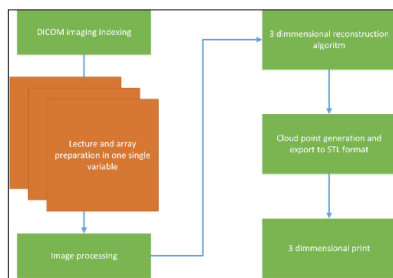 DICOM imaging indexing
Lecture and array
preparation in one single
variable
Image processing
3 dimmensional reconstruction
algoritm
Cloud point generation and
export to STL format
3 dimmensional print